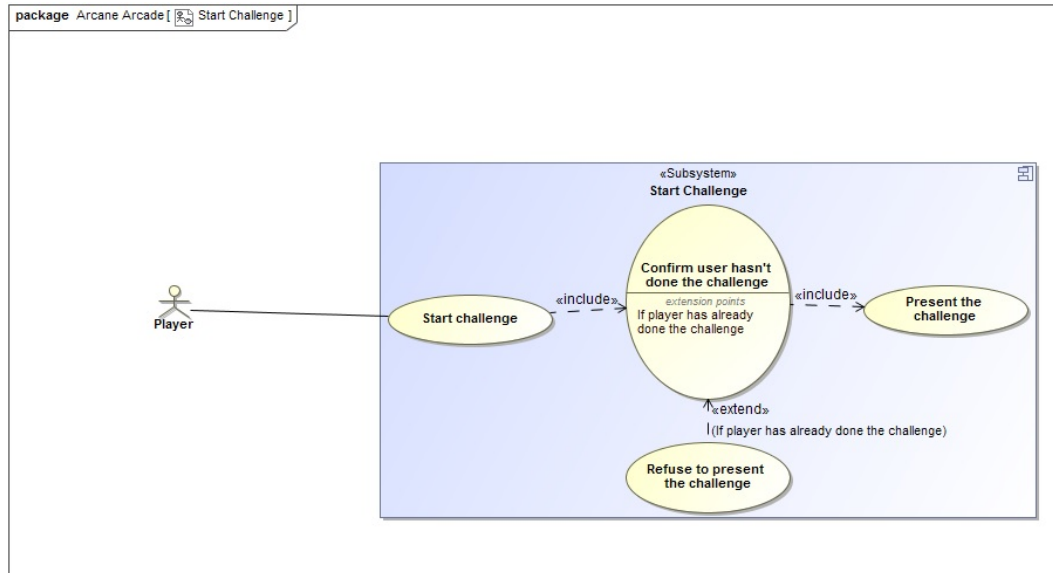 package Arcane Arcade [ Start Challenge ]
«Subsystem»
Start Challenge
Confirm user hasn't
done the challenge
extension points
If player has already
done the challenge
«include»
«include»
Start challenge
Present the
challenge
Player
«extend»
(If player has already done the challenge)
Refuse to present
the challenge